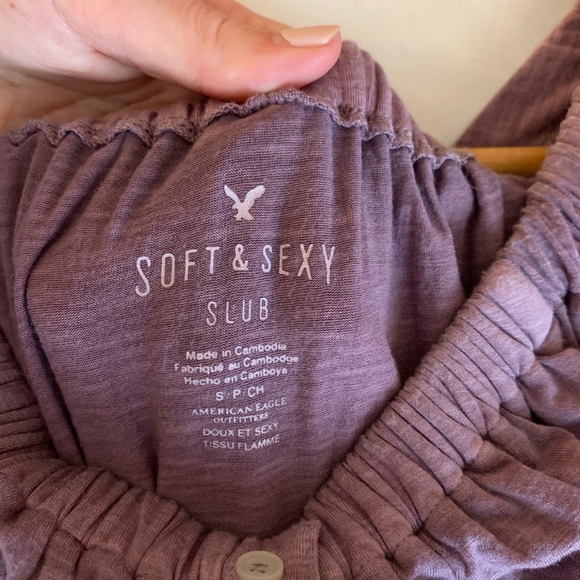 SOFT & SEXY
SLUB
Made in Cambodia
Fabriqué au Cambodge
Hecho en Camboya
S/P/CH
AMERICAN EAGLE
OUTFITTERS
DOUX ET SEXY
TISSU FLAMMÉ